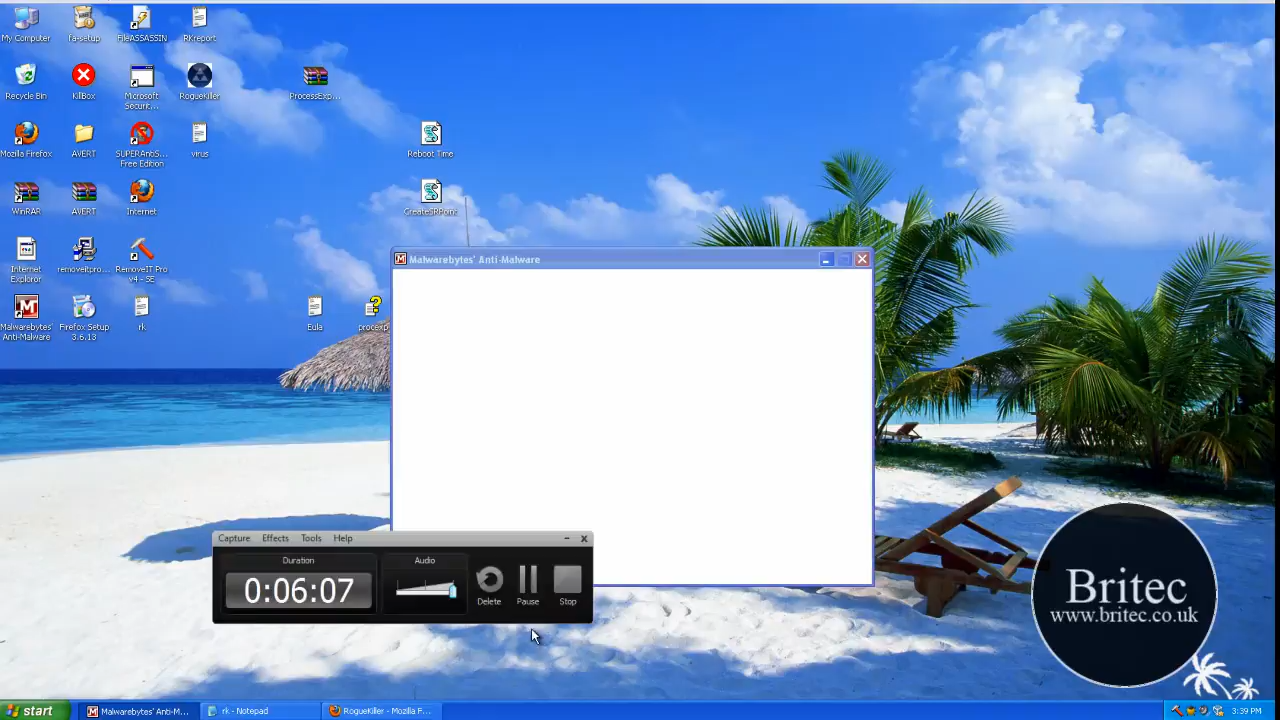 My Computer
fa-setup
FileASSASSIN
RKreport
Recycle Bin
KillBox
Microsoft
Securit...
RogueKiller
ProcessExp...
Mozilla Firefox
AVERT
SUPERAntiS...
Free Edition
virus
Reboot Time
WinRAR
AVERT
Internet
CreateSRPoint
Internet
Explorer
removeitpro...
RemoveIT Pro
v4 - SE
Malwarebytes'
Anti-Malware
Firefox Setup
3.6.13
rk
Eula
procexp
Malwarebytes' Anti-Malware
Capture Effects Tools Help
Duration
Audio
0:06:07
Delete
Pause
Stop
Britec
www.britec.co.uk
start
Malwarebytes' Anti-M...
rk - Notepad
RogueKiller - Mozilla F...
3:39 PM